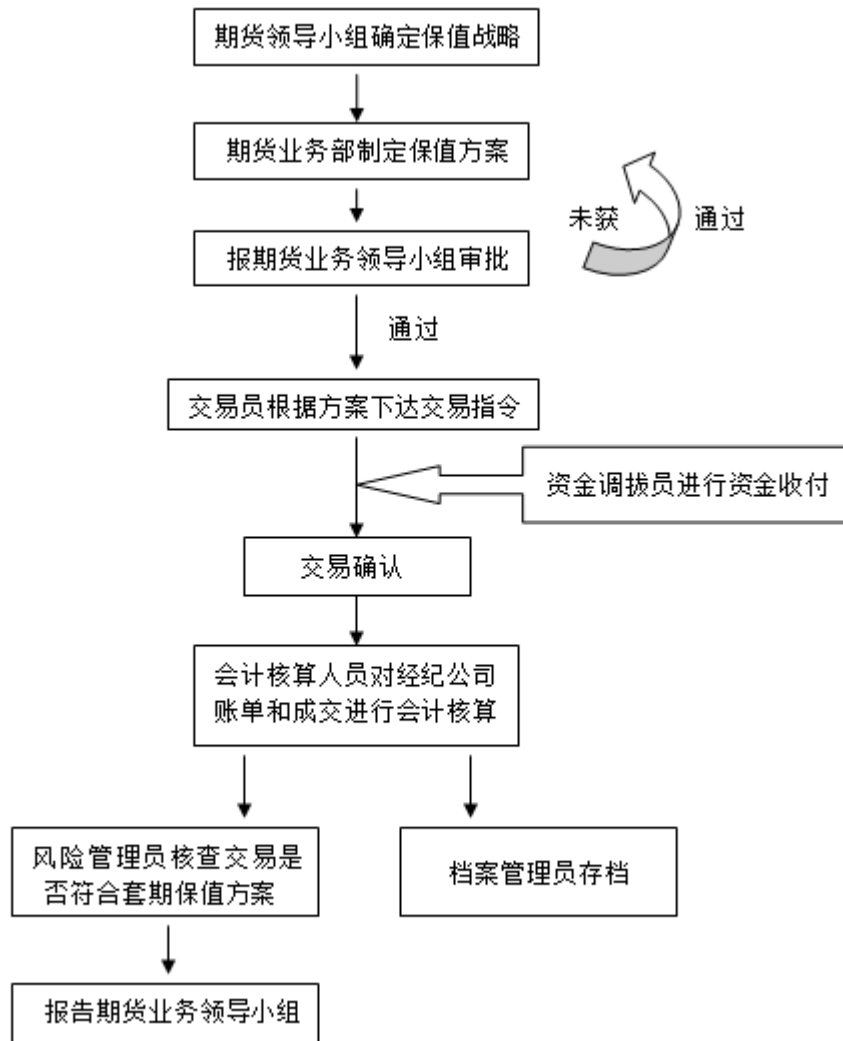 期货领导小组确定保值战略
期货业务部制定保值方案
未获
通过
报期货业务领导小组审批
通过
交易员根据方案下达交易指令
资金调拔员进行资金收付
交易确认
会计核算人员对经纪公司
账单和成交进行会计核算
风险管理员核查交易是
否符合套期保值方案
档案管理员存档
报告期货业务领导小组